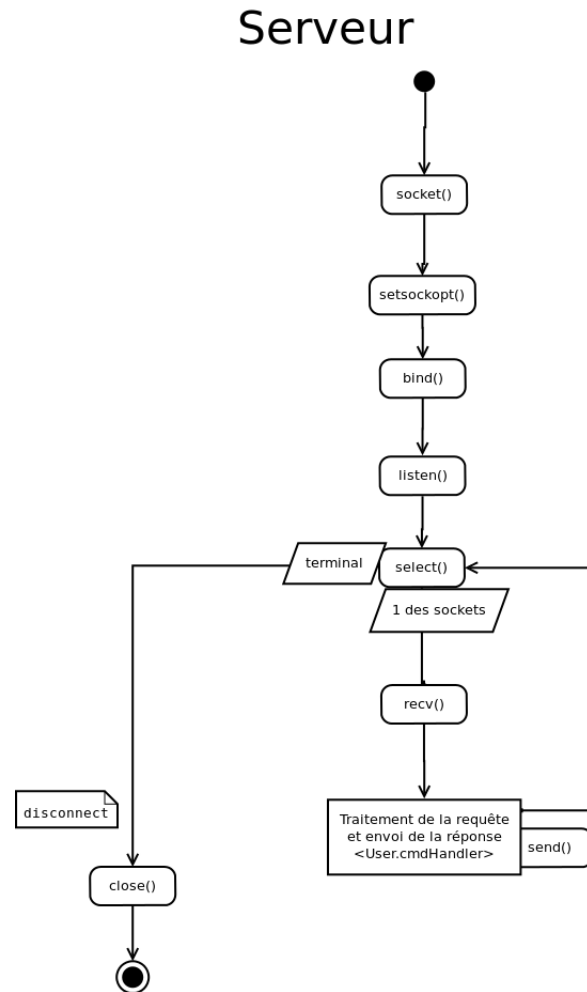 Serveur
socket()
setsockopt()
bind()
listen()
terminal
select()
1 des sockets
recv()
disconnect
Traitement de la requête
et envoi de la réponse
<User.cmdHandler>
send()
close()